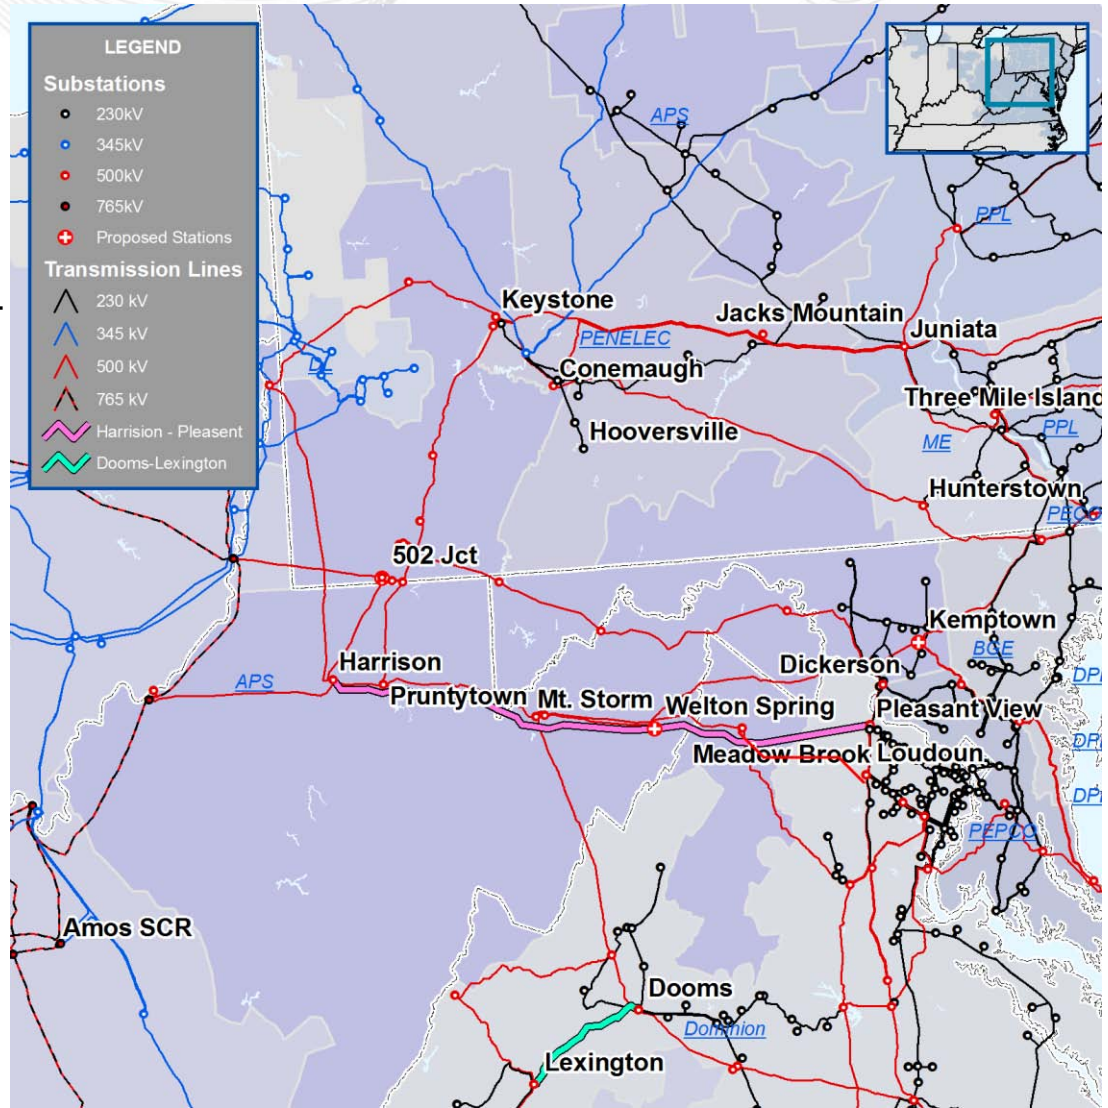 LEGEND
Substations
230kV
345kV
500kV
765kV
Proposed Stations
Transmission Lines
230 kV
345 kV
500 kV
765 kV
Harrision - Pleasant
Dooms-Lexington
APS
PPL
Keystone
Jacks Mountain
Juniata
PENELEC
DL
Conemaugh
Three Mile Island
Hooversville
ME
PPL
Hunterstown
PECO
502 Jct
Kemptown
Harrison
Dickerson
BGE
APS
Pruntytown
Mt. Storm
Welton Spring
Pleasant View
Meadow Brook
Loudoun
PEPCO
Amos SCR
Dooms
Dominion
Lexington